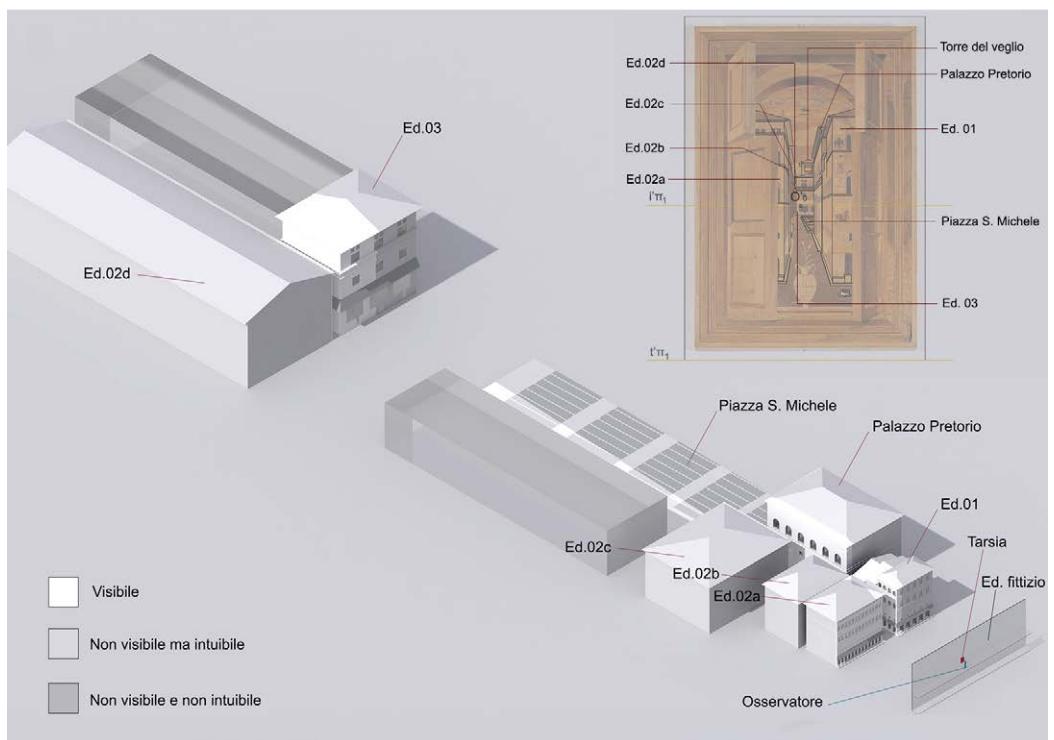 Torre del veglio
Ed.02d
Palazzo Pretorio
Ed.02c
Ed. 01
Ed.03
Ed.02b
Ed.02a
O'₀
i'π₁
Piazza S. Michele
Ed.02d
Ed. 03
t'π₁
Piazza S. Michele
Palazzo Pretorio
Ed.01
Tarsia
Ed.02c
Ed.02b
Ed. fittizio
Ed.02a
Visibile
Non visibile ma intuibile
Non visibile e non intuibile
Osservatore